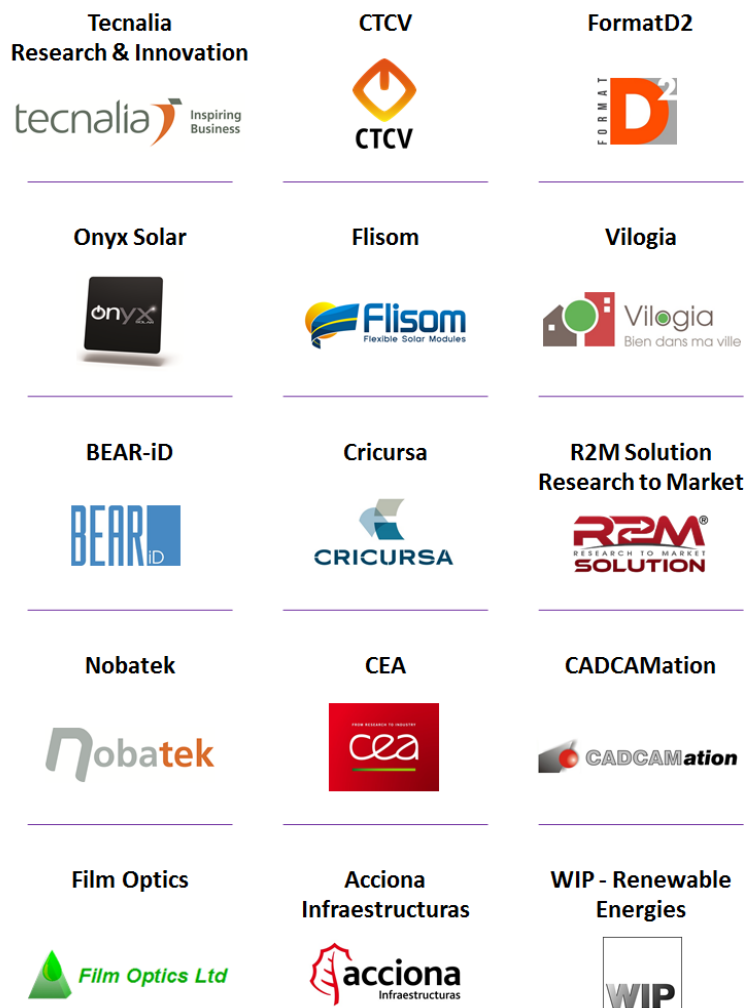 Tecnalia
Research & Innovation
CTCV
FormatD2
tecnalia
Inspiring
Business
CTCV
FORMAT
D2
Onyx Solar
Flisom
Vilogia
onyx
Flisom
Flexible Solar Modules
Vilogia
Bien dans ma ville
BEAR-iD
Cricursa
R2M Solution
Research to Market
BEAR
iD
CRICURSA
R2M®
RESEARCH TO MARKET
SOLUTION
Nobatek
CEA
CADCAMation
nobatek
FROM RESEARCH TO INDUSTRY
cea
CADCAMation
Film Optics
Acciona
Infraestructuras
WIP - Renewable
Energies
Film Optics Ltd
acciona
Infraestructuras
WIP